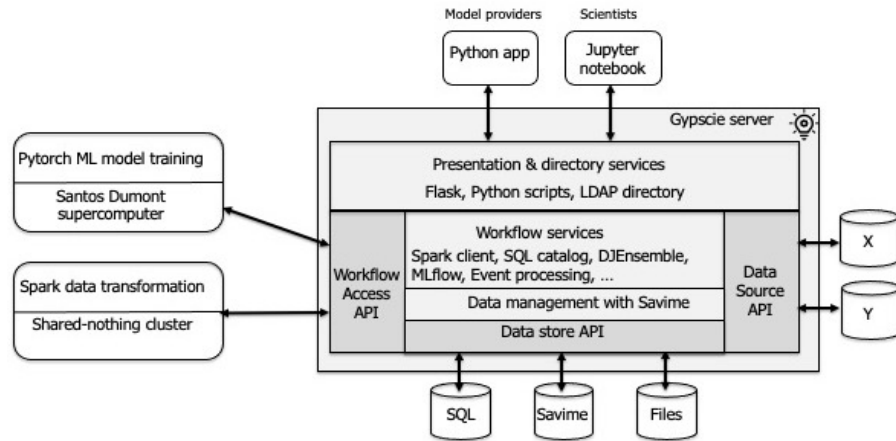 Model providers
Scientists
Python app
Jupyter
notebook
Gypscie server
Pytorch ML model training
Santos Dumont
supercomputer
Presentation & directory services
Flask, Python scripts, LDAP directory
Workflow services
Spark client, SQL catalog, DJEnsemble,
MLflow, Event processing, ...
Workflow
Access
API
Data
Source
API
X
Spark data transformation
Shared-nothing cluster
Data management with Savime
Data store API
Y
SQL
Savime
Files